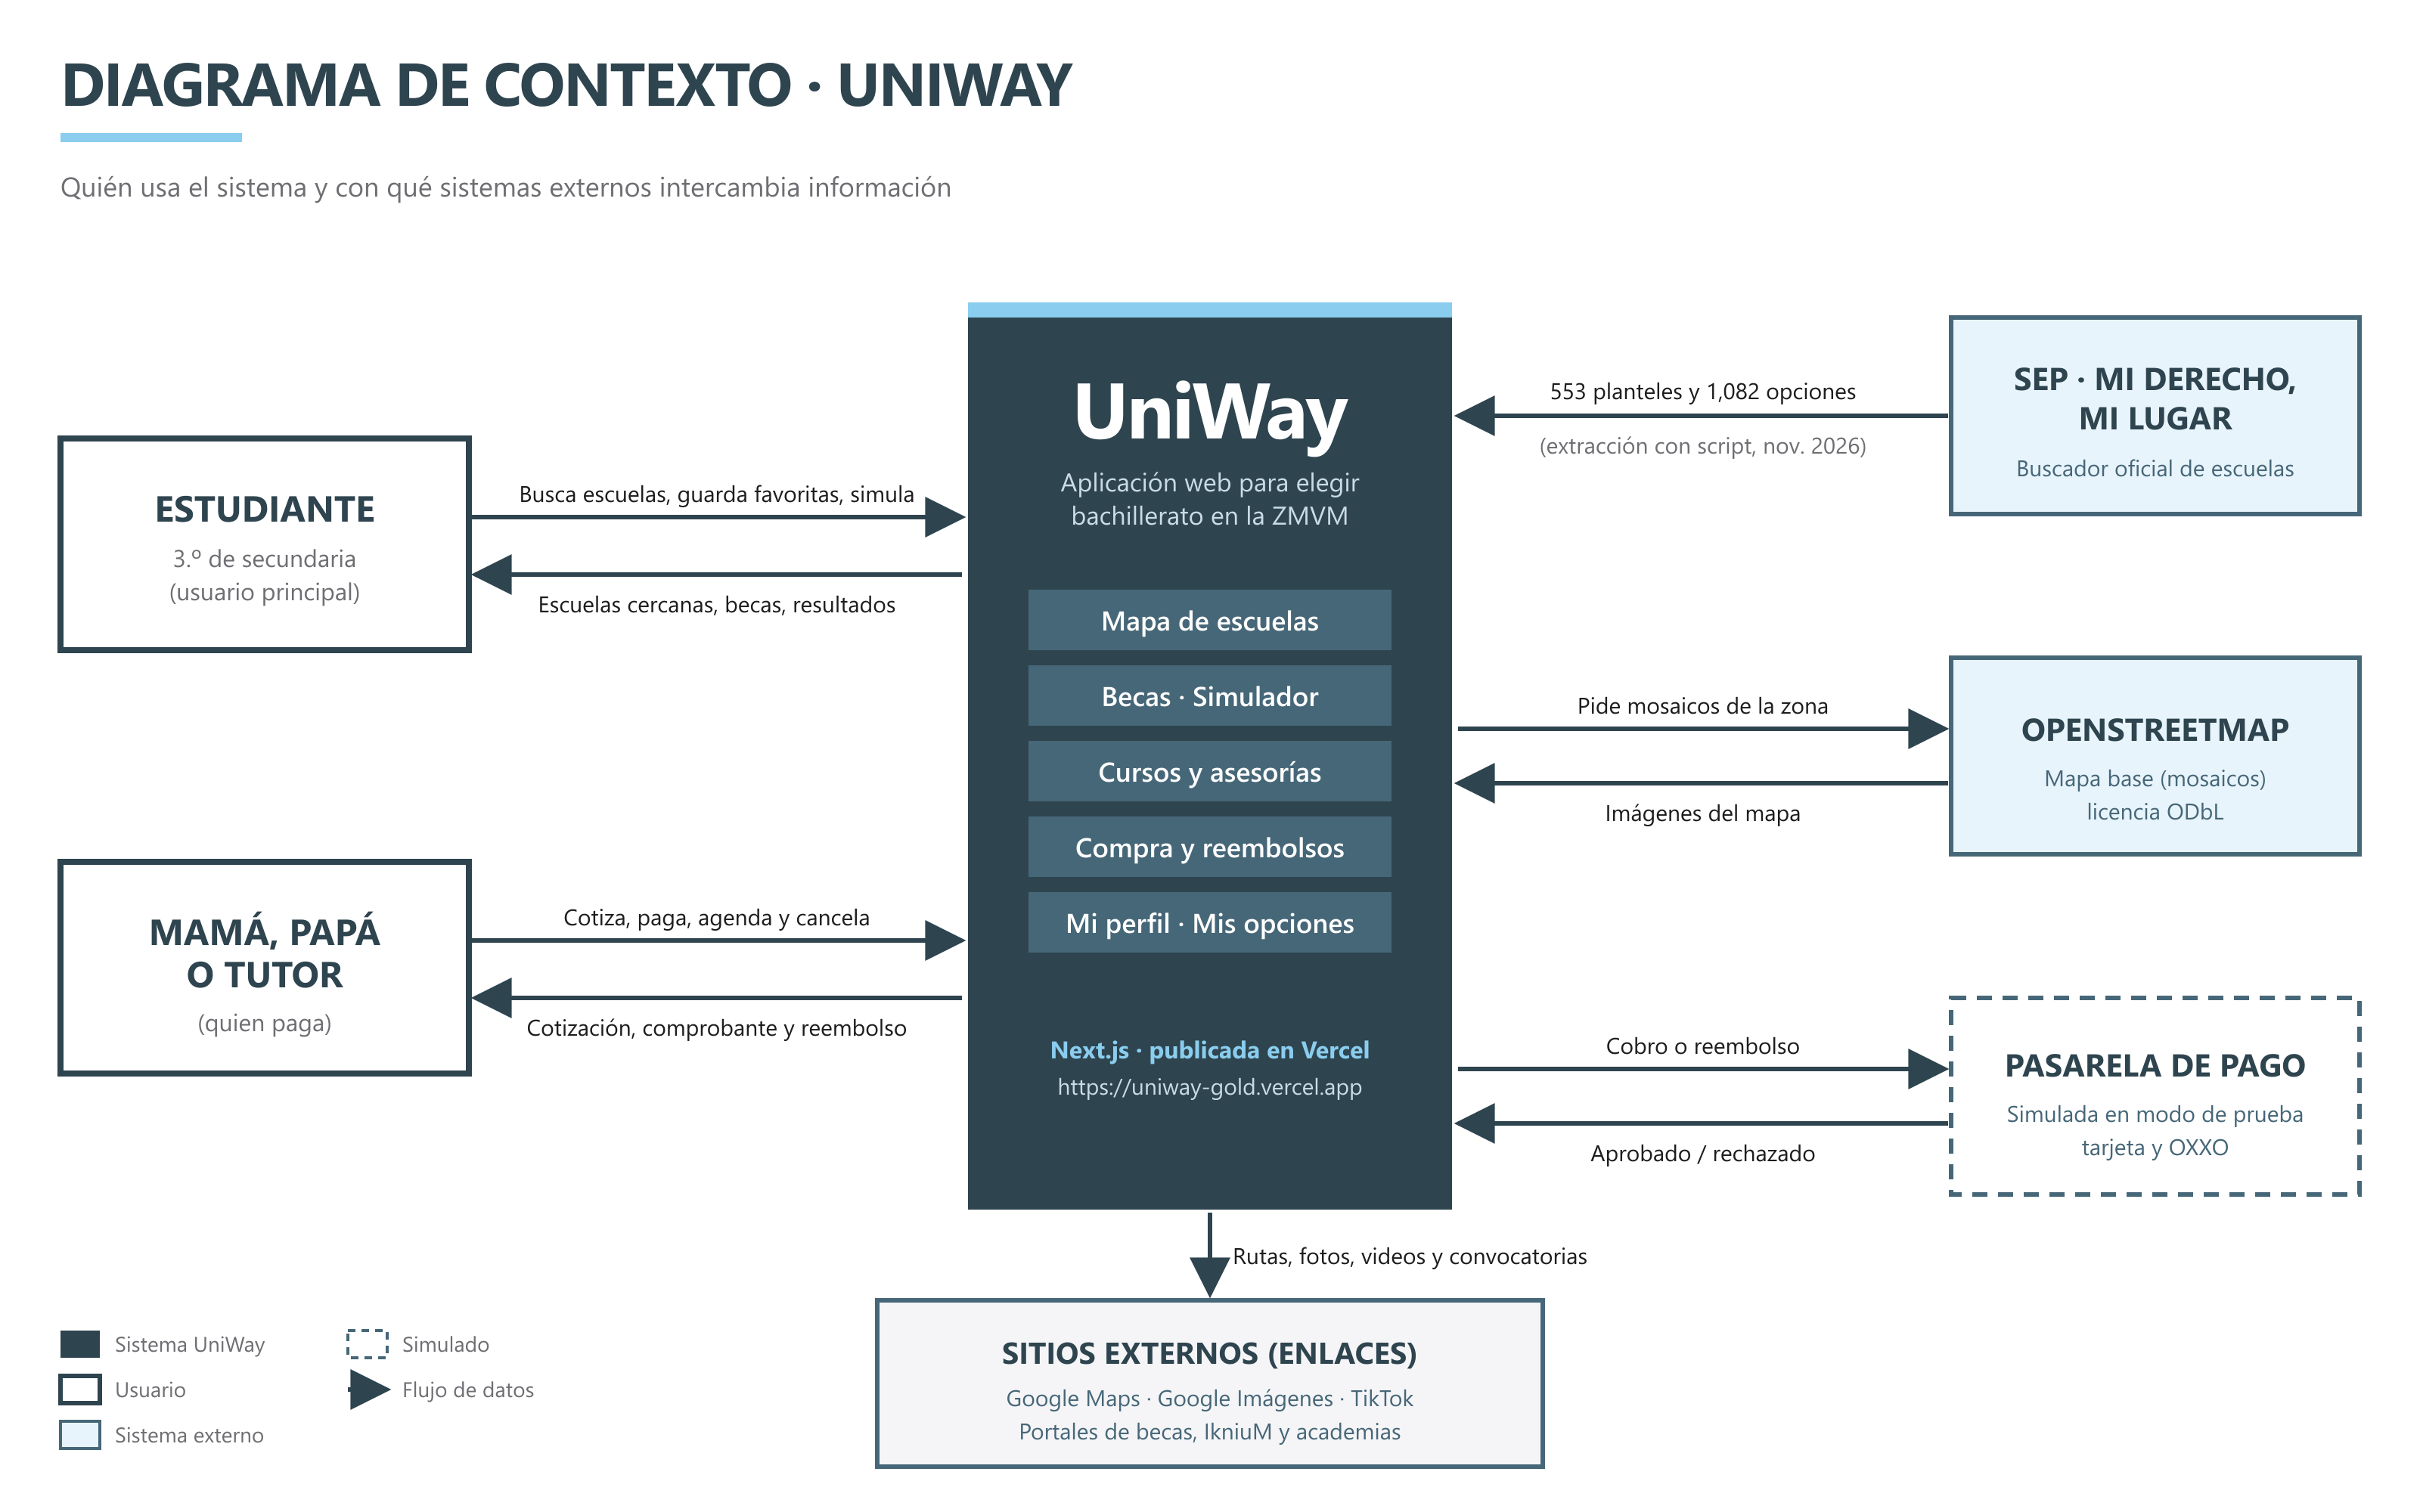 DIAGRAMA DE CONTEXTO · UNIWAY
Quién usa el sistema y con qué sistemas externos intercambia información
ESTUDIANTE
3.º de secundaria
(usuario principal)
Busca escuelas, guarda favoritas, simula
Escuelas cercanas, becas, resultados
MAMÁ, PAPÁ
O TUTOR
(quien paga)
Cotiza, paga, agenda y cancela
Cotización, comprobante y reembolso
UniWay
Aplicación web para elegir
bachillerato en la ZMVM
Mapa de escuelas
Becas · Simulador
Cursos y asesorías
Compra y reembolsos
Mi perfil · Mis opciones
Next.js · publicada en Vercel
https://uniway-gold.vercel.app
553 planteles y 1,082 opciones
(extracción con script, nov. 2026)
SEP · MI DERECHO,
MI LUGAR
Buscador oficial de escuelas
Pide mosaicos de la zona
Imágenes del mapa
OPENSTREETMAP
Mapa base (mosaicos)
licencia ODbL
Cobro o reembolso
Aprobado / rechazado
PASARELA DE PAGO
Simulada en modo de prueba
tarjeta y OXXO
Rutas, fotos, videos y convocatorias
SITIOS EXTERNOS (ENLACES)
Google Maps · Google Imágenes · TikTok
Portales de becas, IkniuM y academias
Sistema UniWay
Usuario
Sistema externo
Simulado
Flujo de datos